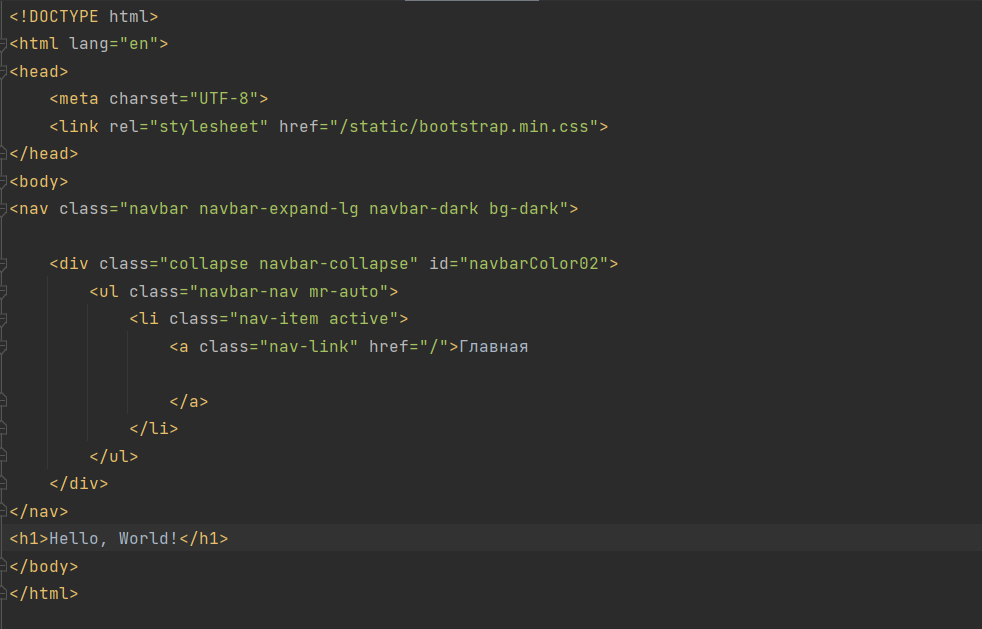 <!DOCTYPE html>
<html lang="en">
<head>
    <meta charset="UTF-8">
    <link rel="stylesheet" href="/static/bootstrap.min.css">
</head>
<body>
<nav class="navbar navbar-expand-lg navbar-dark bg-dark">

    <div class="collapse navbar-collapse" id="navbarColor02">
        <ul class="navbar-nav mr-auto">
            <li class="nav-item active">
                <a class="nav-link" href="/">Главная

                </a>
            </li>
        </ul>
    </div>
</nav>
<h1>Hello, World!</h1>
</body>
</html>